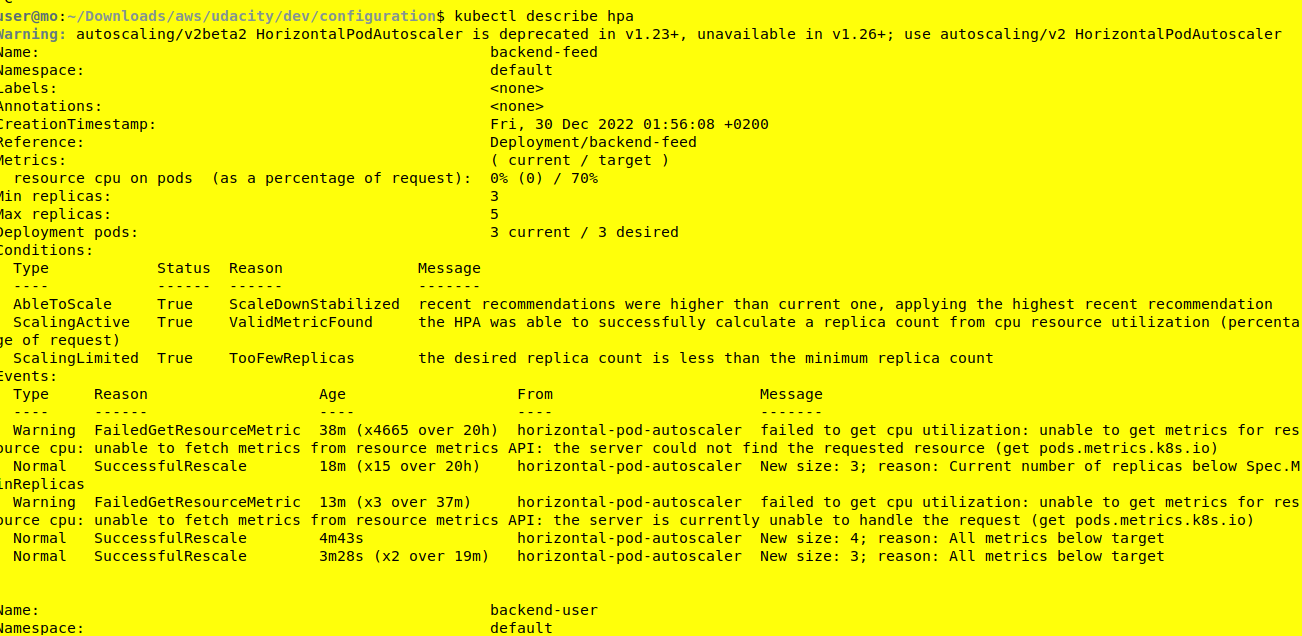 user@mo:~/Downloads/aws/udacity/dev/configuration$ kubectl describe hpa
Warning: autoscaling/v2beta2 HorizontalPodAutoscaler is deprecated in v1.23+, unavailable in v1.26+; use autoscaling/v2 HorizontalPodAutoscaler
Name: backend-feed
Namespace: default
Labels: <none>
Annotations: <none>
CreationTimestamp: Fri, 30 Dec 2022 01:56:08 +0200
Reference: Deployment/backend-feed
Metrics: ( current / target )
resource cpu on pods (as a percentage of request): 0% (0) / 70%
Min replicas: 3
Max replicas: 5
Deployment pods: 3 current / 3 desired
Conditions:
Type Status Reason Message
---- ------ ------ -------
AbleToScale True ScaleDownStabilized recent recommendations were higher than current one, applying the highest recent recommendation
ScalingActive True ValidMetricFound the HPA was able to successfully calculate a replica count from cpu resource utilization (percenta
ge of request)
ScalingLimited True TooFewReplicas the desired replica count is less than the minimum replica count
Events:
Type Reason Age From Message
---- ------ ---- ---- -------
Warning FailedGetResourceMetric 38m (x4665 over 20h) horizontal-pod-autoscaler failed to get cpu utilization: unable to get metrics for res
ource cpu: unable to fetch metrics from resource metrics API: the server could not find the requested resource (get pods.metrics.k8s.io)
Normal SuccessfulRescale 18m (x15 over 20h) horizontal-pod-autoscaler New size: 3; reason: Current number of replicas below Spec.M
inReplicas
Warning FailedGetResourceMetric 13m (x3 over 37m) horizontal-pod-autoscaler failed to get cpu utilization: unable to get metrics for res
ource cpu: unable to fetch metrics from resource metrics API: the server is currently unable to handle the request (get pods.metrics.k8s.io)
Normal SuccessfulRescale 4m43s horizontal-pod-autoscaler New size: 4; reason: All metrics below target
Normal SuccessfulRescale 3m28s (x2 over 19m) horizontal-pod-autoscaler New size: 3; reason: All metrics below target
Name: backend-user
Namespace: default